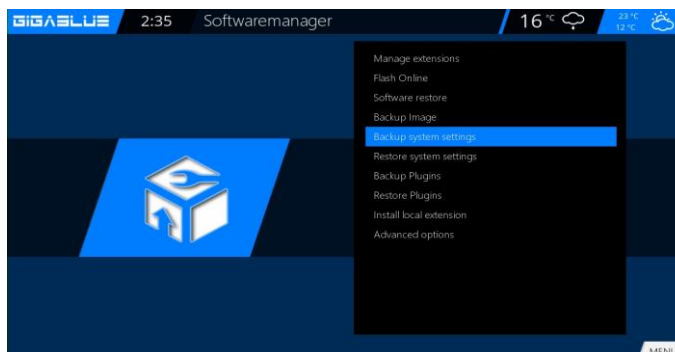 GIGABLUE 2:35 Softwaremanager 16 °C 23 °C
12 °C
Manage extensions
Flash Online
Software restore
Backup Image
Backup system settings
Restore system settings
Backup Plugins
Restore Plugins
Install local extension
Advanced options